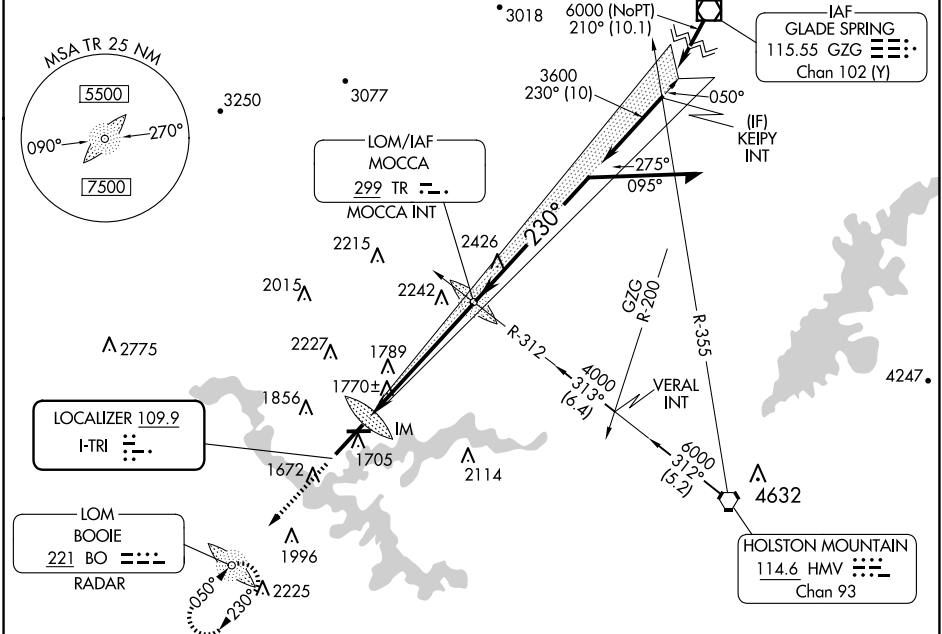 3018
6000 (NoPT)
210° (10.1)
IAF
GLADE SPRING
115.55 GZG
Chan 102 (Y)
MSA TR 25 NM
5500
090°
270°
7500
3250
3077
3600
230° (10)
050°
(IF)
KEIPY
INT
LOM/IAF
MOCCA
299 TR
MOCCA INT
275°
095°
230°
2215
2426
2015
2242
GZG
R-200
R-355
R-312
2775
2227
1789
1770±
4000
313°
(6.4)
VERAL
INT
4247
1856
LOCALIZER 109.9
I-TRI
IM
1705
2114
1672
6000
312°
(5.2)
4632
LOM
BOOIE
221 BO
RADAR
1996
050°
230°
2225
HOLSTON MOUNTAIN
114.6 HMV
Chan 93